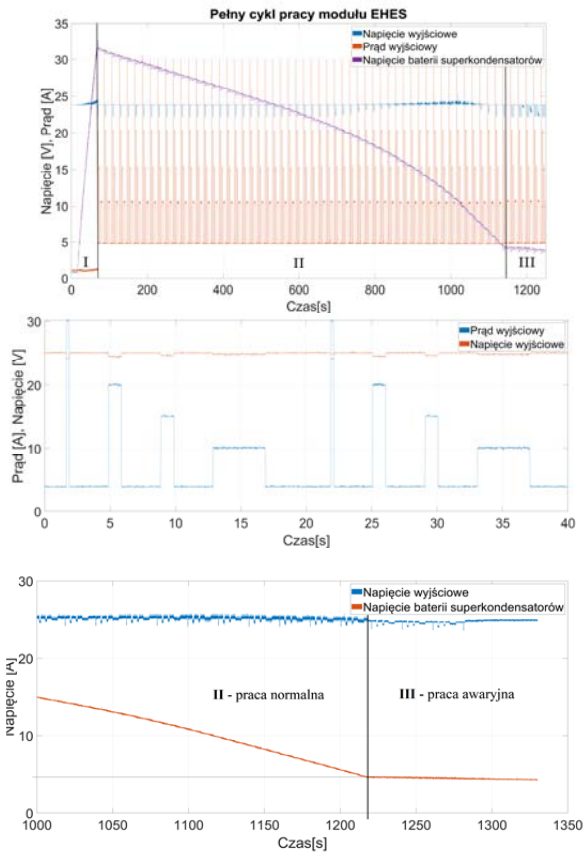 Pełny cykl pracy modułu EHES
Napięcie wyjściowe
Prąd wyjściowy
Napięcie baterii superkondensatorów
Napięcie [V], Prąd [A]
35
30
25
20
15
10
5
0
I
II
III
0 200 400 600 800 1000 1200
Czas[s]
Prąd wyjściowy
Napięcie wyjściowe
Prąd [A], Napięcie [V]
30
20
10
0
0 5 10 15 20 25 30 35 40
Czas[s]
Napięcie wyjściowe
Napięcie baterii superkondensatorów
Napięcie [A]
30
20
10
0
II - praca normalna
III - praca awaryjna
1000 1050 1100 1150 1200 1250 1300 1350
Czas[s]